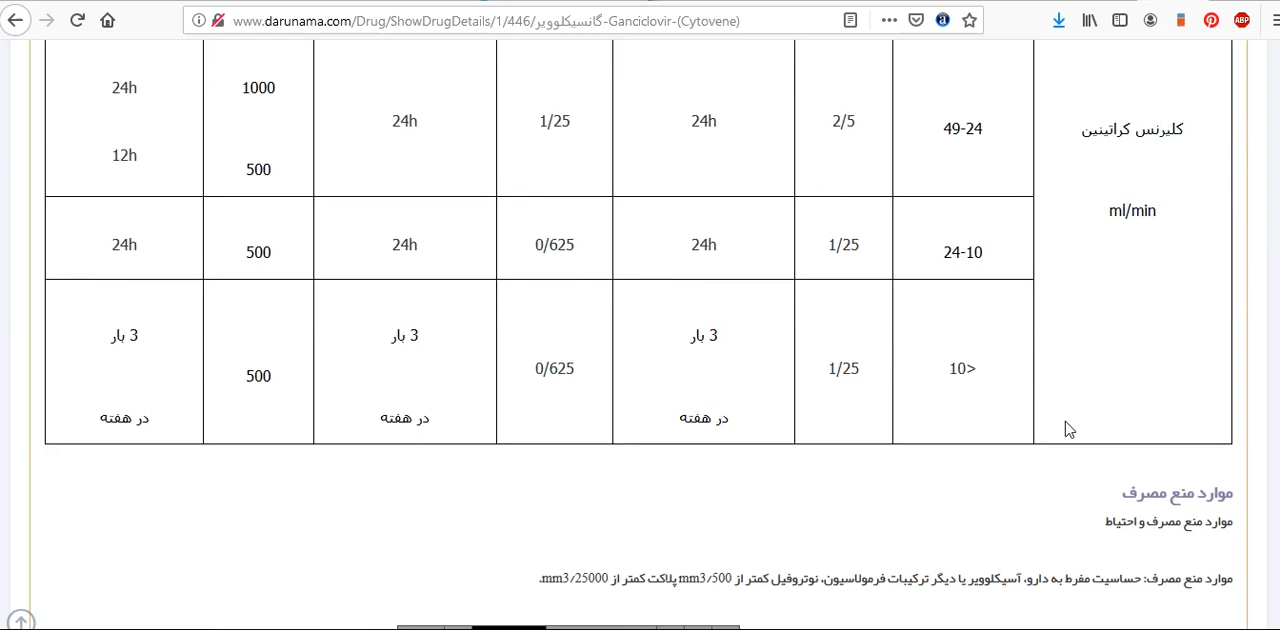 www.darunama.com/Drug/ShowDrugDetails/1/446/گانسیکلوویر-Ganciclovir-(Cytovene)
ABP
کلیرنس کراتینین
ml/min
49-24
2/5
24h
1/25
24h
1000
500
24h
12h
24-10
1/25
24h
0/625
24h
500
24h
10>
1/25
3 بار
در هفته
0/625
3 بار
در هفته
500
3 بار
در هفته
موارد منع مصرف
موارد منع مصرف و احتیاط
موارد منع مصرف: حساسیت مفرط به دارو، آسیکلوویر یا دیگر ترکیبات فرمولاسیون، نوتروفیل کمتر از 500/mm3 پلاکت کمتر از 25000/mm3.